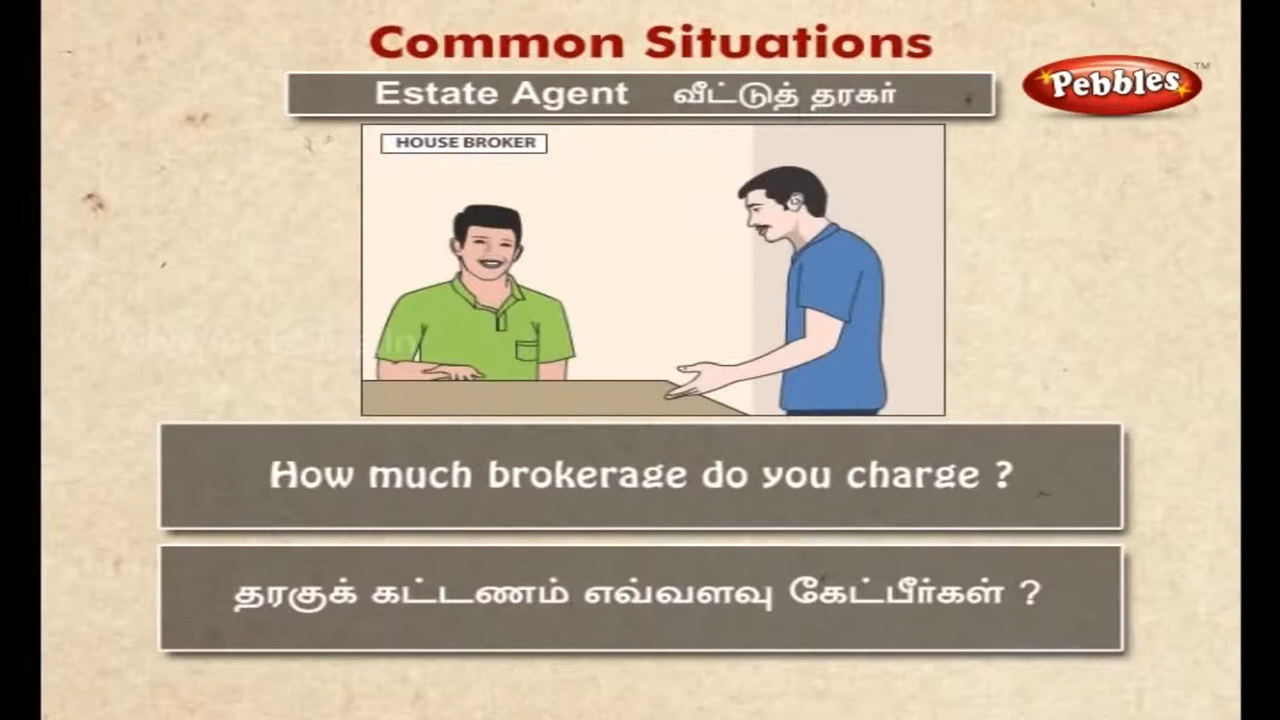 Common Situations
Estate Agent வீட்டுத் தரகர்
Pebbles TM
HOUSE BROKER
How much brokerage do you charge ?
தரகுக் கட்டணம் எவ்வளவு கேட்பீர்கள் ?